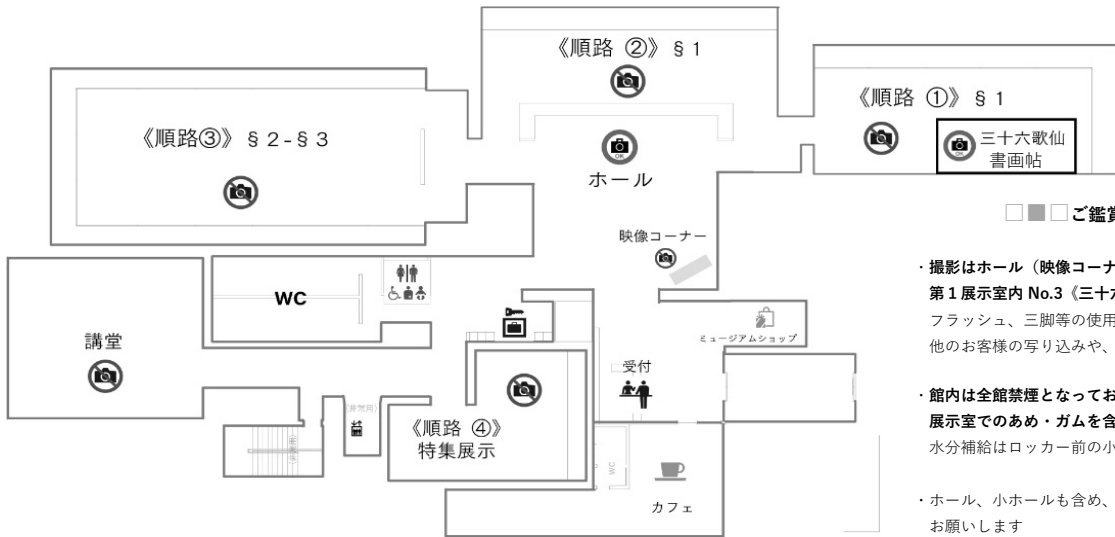 《順路 ②》§1
《順路 ①》§1
三十六歌仙
書画帖
OK
《順路③》§2-§3
OK
ホール
映像コーナー
WC
講堂
ミュージアムショップ
受付
《順路 ④》
特集展示
(非常用)
WC
カフェ
□■□ご鑑賞
・撮影はホール（映像コーナ
第1展示室内 No.3《三十六
フラッシュ、三脚等の使用
他のお客様の写り込みや、
・館内は全館禁煙となってお
展示室でのあめ・ガムを含
水分補給はロッカー前の小
・ホール、小ホールも含め、
お願いします